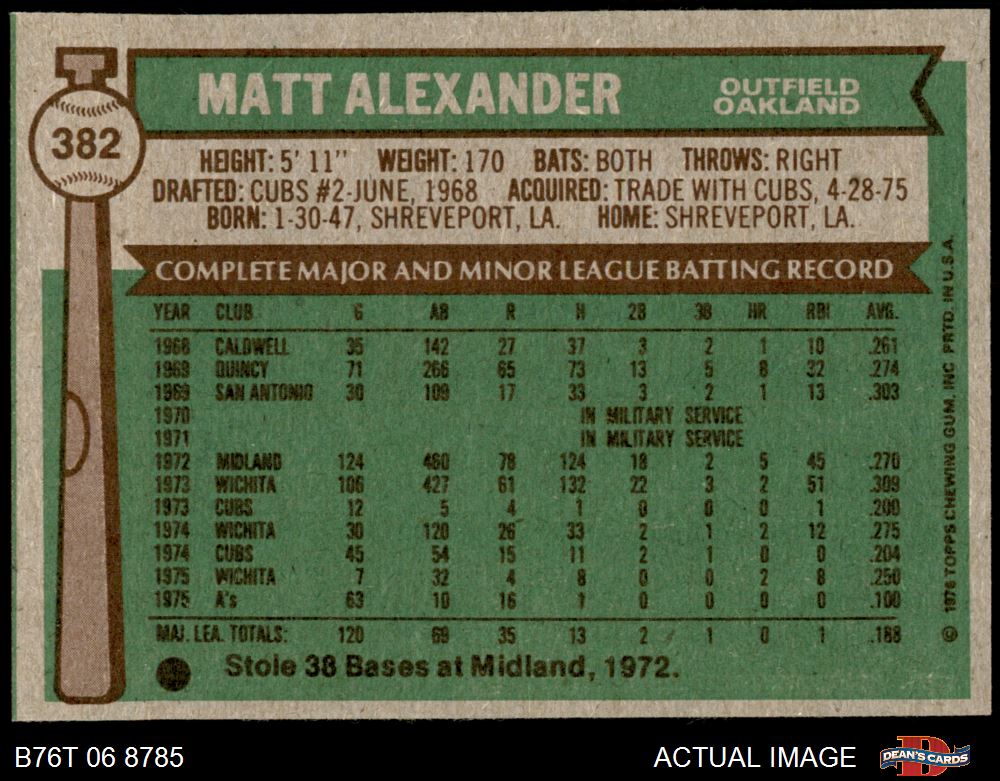 MATT ALEXANDER
OUTFIELD
OAKLAND
382
HEIGHT: 5' 11" WEIGHT: 170 BATS: BOTH THROWS: RIGHT
DRAFTED: CUBS #2-JUNE, 1968 ACQUIRED: TRADE WITH CUBS, 4-28-75
BORN: 1-30-47, SHREVEPORT, LA. HOME: SHREVEPORT, LA.
COMPLETE MAJOR AND MINOR LEAGUE BATTING RECORD
YEAR CLUB G AB R H 2B 3B HR RBI AVG.
1968 CALDWELL 35 142 27 37 3 2 1 10 .261
1969 QUINCY 71 266 65 73 13 5 8 32 .274
1969 SAN ANTONIO 30 109 17 33 3 2 1 13 .303
1970 IN MILITARY SERVICE
1971 IN MILITARY SERVICE
1972 MIDLAND 124 460 78 124 18 2 5 45 .270
1973 WICHITA 106 427 61 132 22 3 2 51 .309
1973 CUBS 12 5 4 1 0 0 0 1 .200
1974 WICHITA 30 120 26 33 2 1 2 12 .275
1974 CUBS 45 54 15 11 2 1 0 0 .204
1975 WICHITA 7 32 4 8 0 0 2 8 .250
1975 A's 63 10 16 1 0 0 0 0 .100
MAJ. LEA. TOTALS: 120 69 35 13 2 1 0 1 .188
Stole 38 Bases at Midland, 1972.
© 1976 TOPPS CHEWING GUM, INC PRTD. IN U.S.A.
B76T 06 8785
ACTUAL IMAGE
DEAN'S CARDS